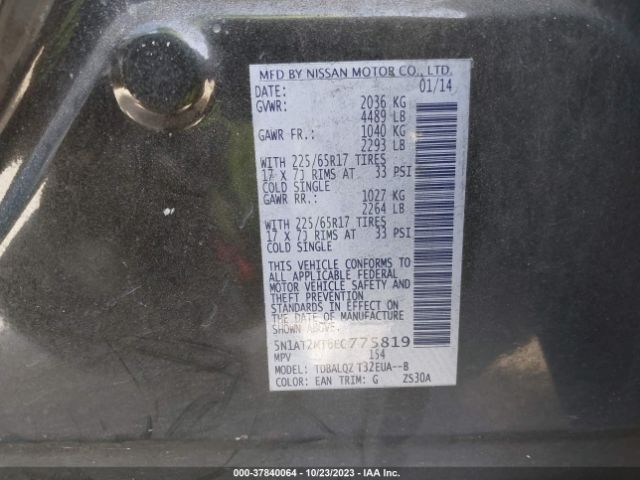 MFD BY NISSAN MOTOR CO., LTD.
DATE: 01/14
GVWR: 2036 KG
4489 LB
GAWR FR.: 1040 KG
2293 LB
WITH 225/65R17 TIRES
17 X 7J RIMS AT 33 PSI
COLD SINGLE
GAWR RR.: 1027 KG
2264 LB
WITH 225/65R17 TIRES
17 X 7J RIMS AT 33 PSI
COLD SINGLE
THIS VEHICLE CONFORMS TO
ALL APPLICABLE FEDERAL
MOTOR VEHICLE SAFETY AND
THEFT PREVENTION
STANDARDS IN EFFECT ON
THE DATE OF MANUFACTURE
SHOWN ABOVE.
MPV 154
MODEL: TDBALQZ T32EUA--B
COLOR: EAN TRIM: G ZS30A
000-37840064 - 10/23/2023 - IAA Inc.